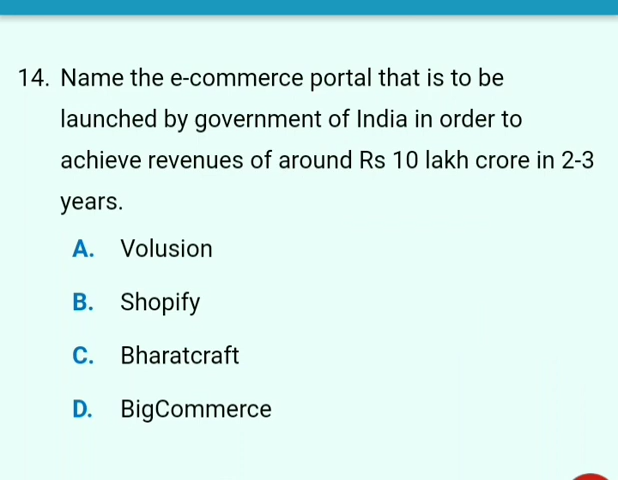 14. Name the e-commerce portal that is to be
launched by government of India in order to
achieve revenues of around Rs 10 lakh crore in 2-3
years.
A. Volusion
B. Shopify
C. Bharatcraft
D. BigCommerce